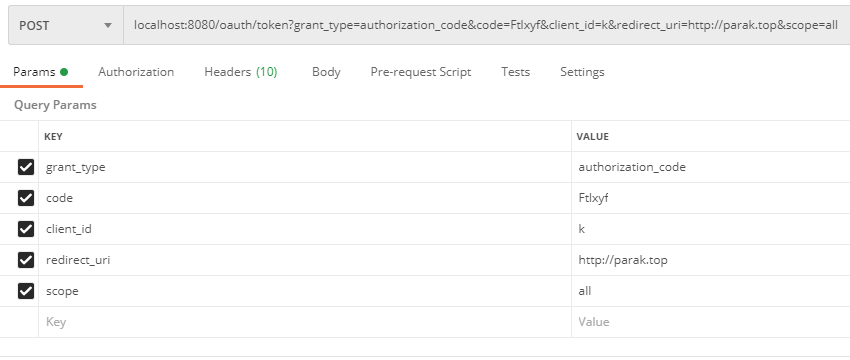 POST localhost:8080/oauth/token?grant_type=authorization_code&code=Ftlxyf&client_id=k&redirect_uri=http://parak.top&scope=all
Params Authorization Headers (10) Body Pre-request Script Tests Settings
Query Params
KEY VALUE
grant_type authorization_code
code Ftlxyf
client_id k
redirect_uri http://parak.top
scope all
Key Value